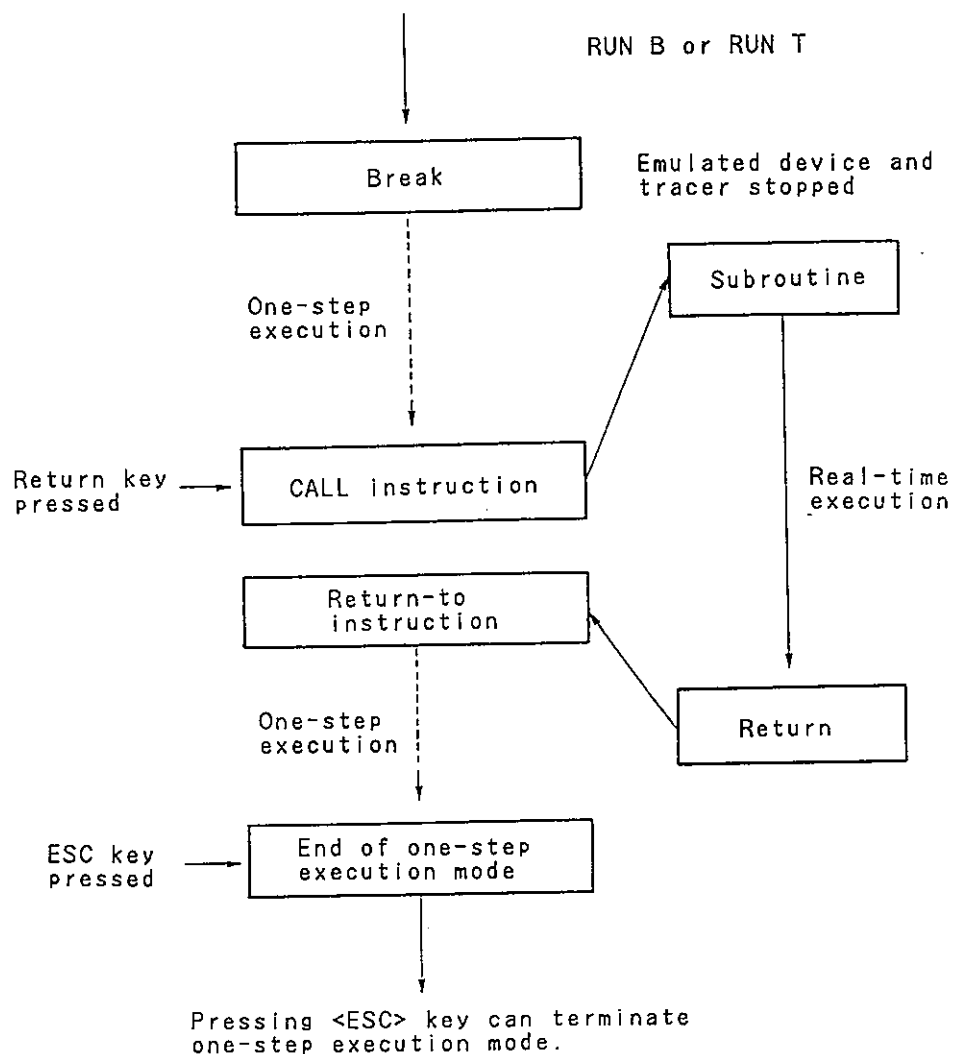 RUN B or RUN T
Break
Emulated device and
tracer stopped
Subroutine
One-step
execution
Return key
pressed
CALL instruction
Real-time
execution
Return-to
instruction
One-step
execution
Return
ESC key
pressed
End of one-step
execution mode
Pressing <ESC> key can terminate
one-step execution mode.